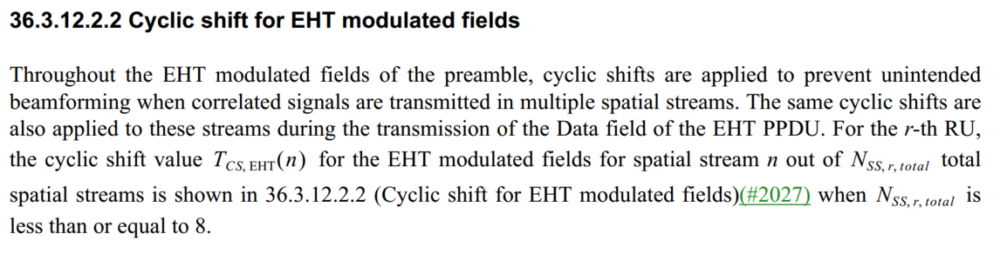 36.3.12.2.2 Cyclic shift for EHT modulated fields
Throughout the EHT modulated fields of the preamble, cyclic shifts are applied to prevent unintended
beamforming when correlated signals are transmitted in multiple spatial streams. The same cyclic shifts are
also applied to these streams during the transmission of the Data field of the EHT PPDU. For the r-th RU,
the cyclic shift value T_{CS, EHT}(n) for the EHT modulated fields for spatial stream n out of N_{SS, r, total} total
spatial streams is shown in 36.3.12.2.2 (Cyclic shift for EHT modulated fields)(#2027) when N_{SS, r, total} is
less than or equal to 8.